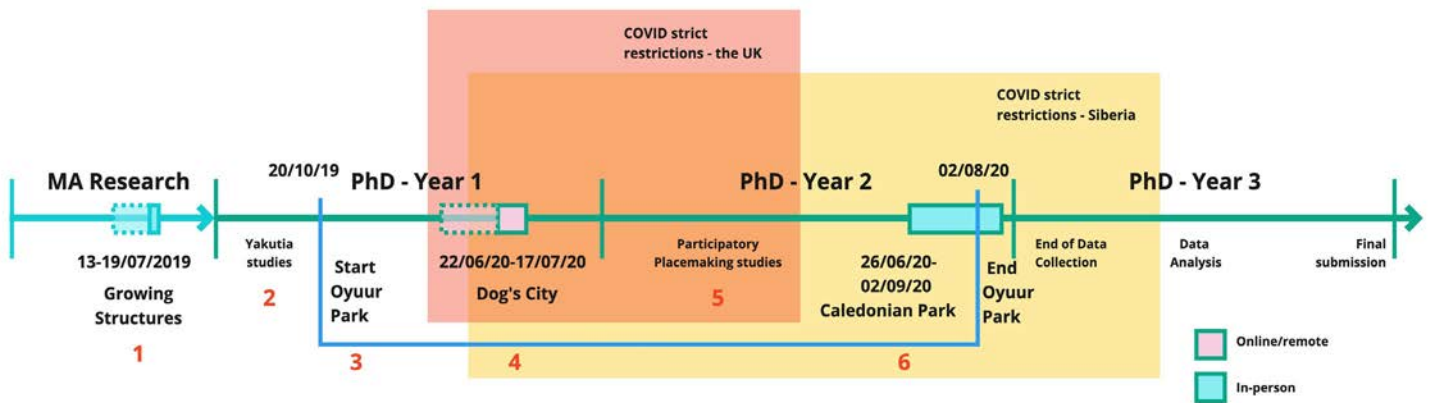 COVID strict
restrictions - the UK
COVID strict
restrictions - Siberia
MA Research
20/10/19
PhD - Year 1
PhD - Year 2
02/08/20
PhD - Year 3
13-19/07/2019
Growing
Structures
1
Yakutia
studies
2
Start
Oyuur
Park
3
22/06/20-17/07/20
Dog's City
4
Participatory
Placemaking studies
5
26/06/20-
02/09/20
Caledonian Park
6
End
Oyuur
Park
End of Data
Collection
Data
Analysis
Final
submission
Online/remote
In-person